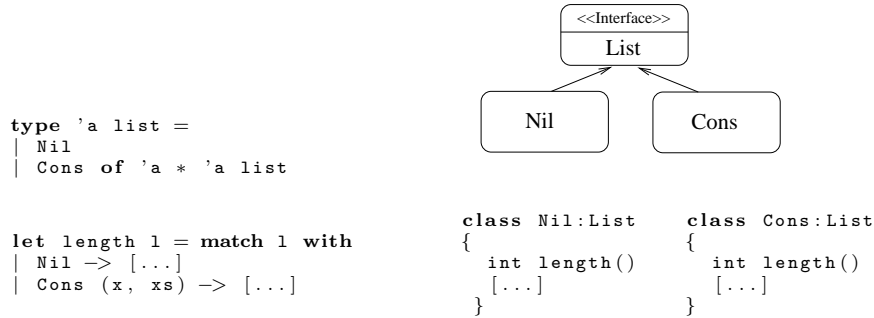 type 'a list =
| Nil
| Cons of 'a * 'a list
let length l = match l with
| Nil -> [...]
| Cons (x, xs) -> [...]
<<Interface>>
List
Nil
Cons
class Nil:List
{
int length()
[...]
}
class Cons:List
{
int length()
[...]
}